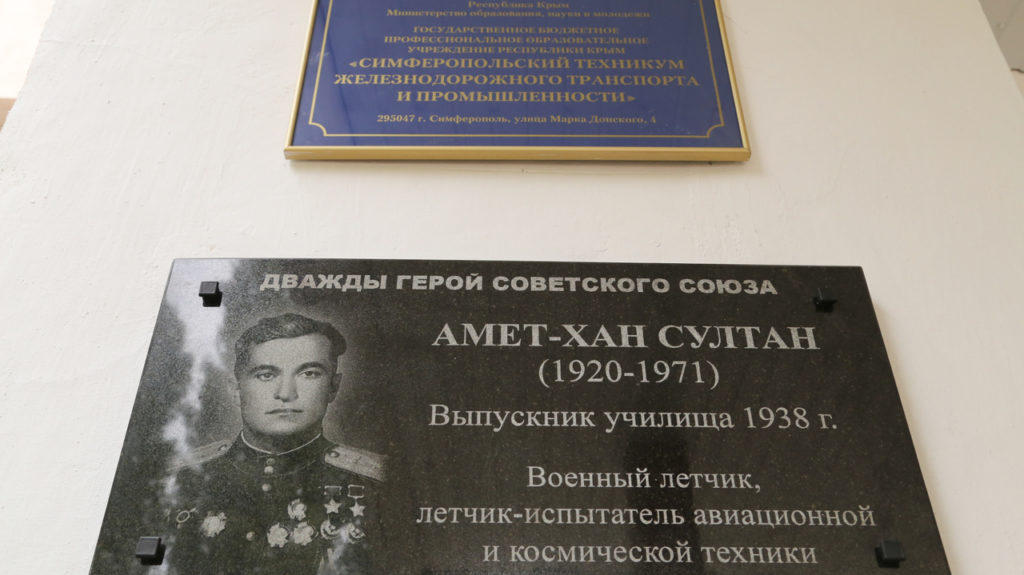 Республика Крым
Министерство образования, науки и молодежи
ГОСУДАРСТВЕННОЕ БЮДЖЕТНОЕ
ПРОФЕССИОНАЛЬНОЕ ОБРАЗОВАТЕЛЬНОЕ
УЧРЕЖДЕНИЕ РЕСПУБЛИКИ КРЫМ
«СИМФЕРОПОЛЬСКИЙ ТЕХНИКУМ
ЖЕЛЕЗНОДОРОЖНОГО ТРАНСПОРТА
И ПРОМЫШЛЕННОСТИ»
295047 г. Симферополь, улица Марка Донского, 4
ДВАЖДЫ ГЕРОЙ СОВЕТСКОГО СОЮЗА
АМЕТ-ХАН СУЛТАН
(1920-1971)
Выпускник училища 1938 г.
Военный летчик,
летчик-испытатель авиационной
и космической техники